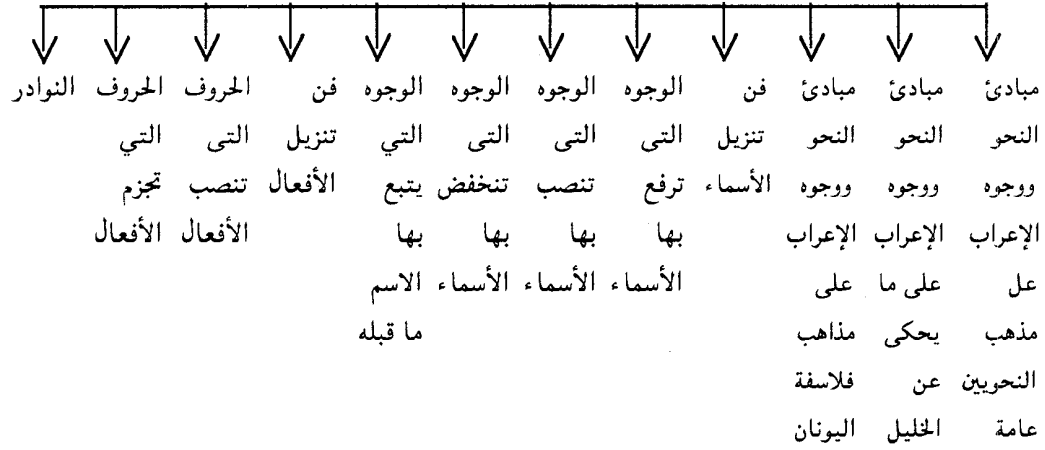 مبادئ
النحو
ووجوه
الإعراب
عل
مذهب
النحويين
عامة
مبادئ
النحو
ووجوه
الإعراب
على ما
يحكى
عن
الخليل
مبادئ
النحو
ووجوه
الإعراب
على
مذاهب
فلاسفة
اليونان
فن
تنزيل
الأسماء
الوجوه
التى
ترفع
بها
الأسماء
الوجوه
التى
تنصب
بها
الأسماء
الوجوه
التى
تنخفض
بها
الأسماء
الوجوه
التي
يتبع
بها
الاسم
ما قبله
فن
تنزيل
الأفعال
الحروف
التى
تنصب
الأفعال
الحروف
التي
تجزم
الأفعال
النوادر